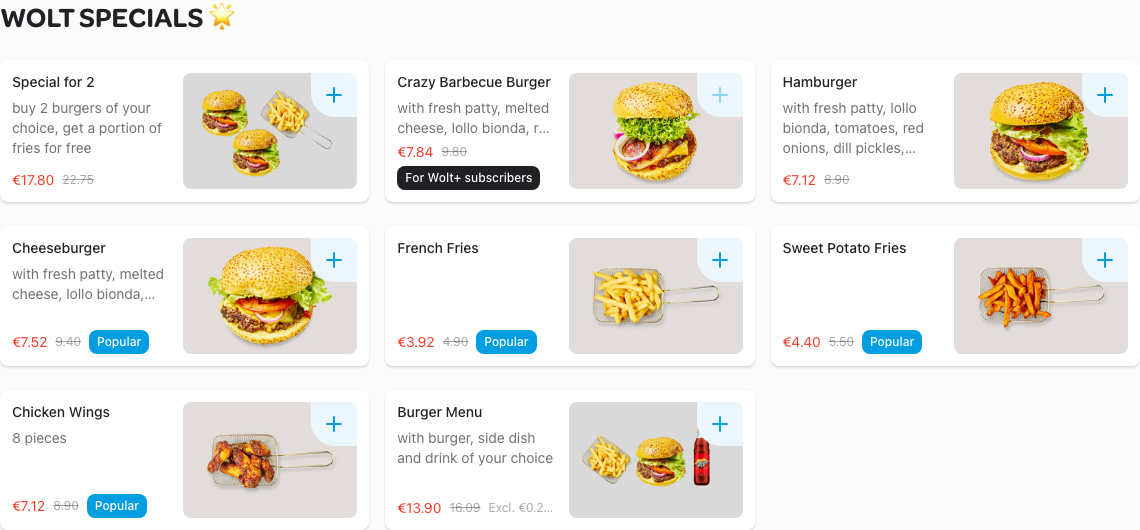 WOLT SPECIALS 🌟
Special for 2
buy 2 burgers of your
choice, get a portion of
fries for free
€17.80 22.75
Crazy Barbecue Burger
with fresh patty, melted
cheese, lollo bionda, r...
€7.84 9.80
For Wolt+ subscribers
Hamburger
with fresh patty, lollo
bionda, tomatoes, red
onions, dill pickles,...
€7.12 8.90
Cheeseburger
with fresh patty, melted
cheese, lollo bionda,...
€7.52 9.40 Popular
French Fries
€3.92 4.90 Popular
Sweet Potato Fries
€4.40 5.50 Popular
Chicken Wings
8 pieces
€7.12 8.90 Popular
Burger Menu
with burger, side dish
and drink of your choice
€13.90 16.09 Excl. €0.2...